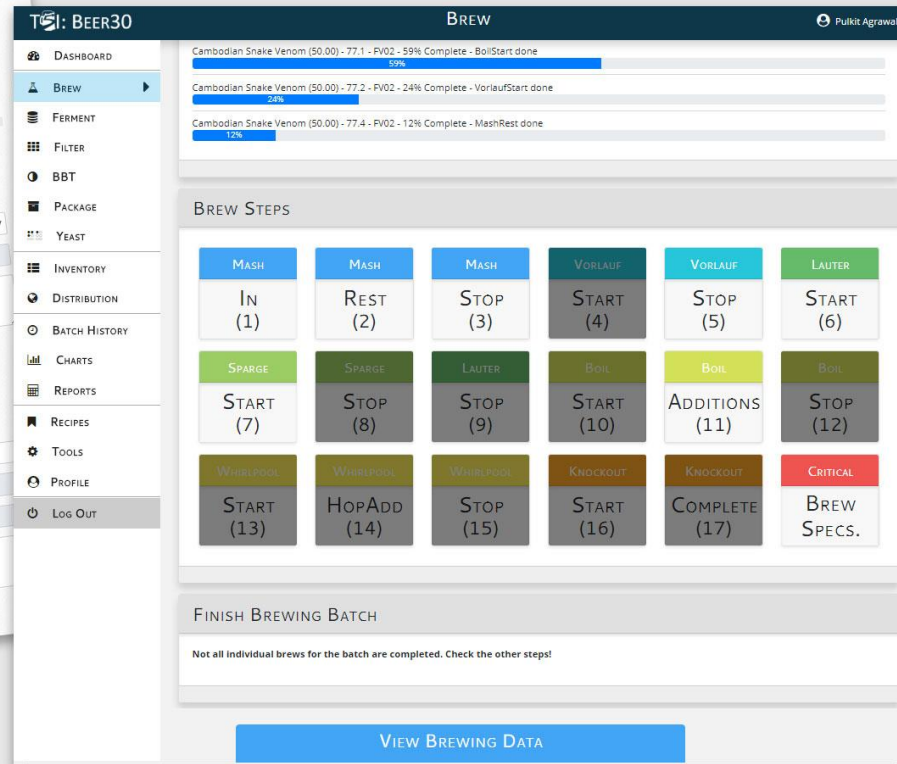 TSI: BEER30
BREW
Pulkit Agrawal
DASHBOARD
BREW
FERMENT
FILTER
BBT
PACKAGE
YEAST
INVENTORY
DISTRIBUTION
BATCH HISTORY
CHARTS
REPORTS
RECIPES
TOOLS
PROFILE
LOG OUT
Cambodian Snake Venom (50.00) - 77.1 - FV02 - 59% Complete - BoilStart done
59%
Cambodian Snake Venom (50.00) - 77.2 - FV02 - 24% Complete - VorlaufStart done
24%
Cambodian Snake Venom (50.00) - 77.4 - FV02 - 12% Complete - MashRest done
12%
BREW STEPS
MASH
IN
(1)
MASH
REST
(2)
MASH
STOP
(3)
VORLAUF
START
(4)
VORLAUF
STOP
(5)
LAUTER
START
(6)
SPARGE
START
(7)
SPARGE
STOP
(8)
LAUTER
STOP
(9)
BOIL
START
(10)
BOIL
ADDITIONS
(11)
BOIL
STOP
(12)
WHIRLPOOL
START
(13)
WHIRLPOOL
HOPADD
(14)
WHIRLPOOL
STOP
(15)
KNOCKOUT
START
(16)
KNOCKOUT
COMPLETE
(17)
CRITICAL
BREW
SPECS.
FINISH BREWING BATCH
Not all individual brews for the batch are completed. Check the other steps!
VIEW BREWING DATA